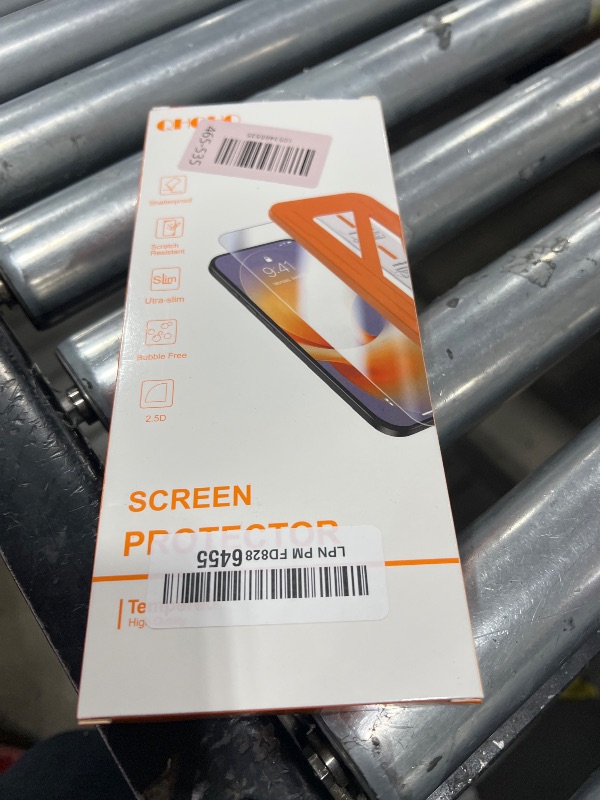 465-535
Shatterproof
Scratch
Resistant
Slim
Ultra-slim
Bubble Free
2.5D
9:41
SCREEN
PROTECTOR
LPN PM FD828 6455